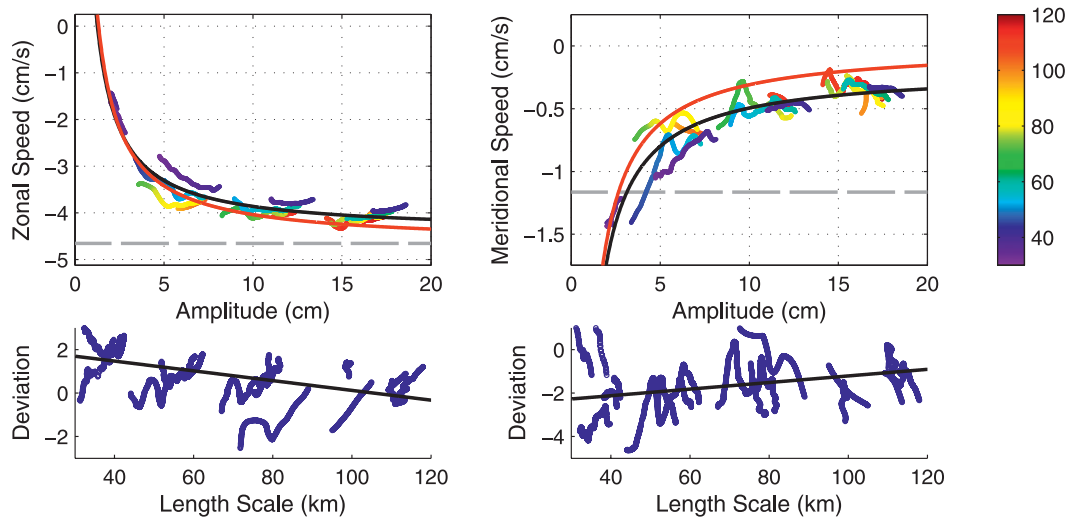 0
−1
−2
−3
−4
−5
Zonal Speed (cm/s)
0 5 10 15 20
Amplitude (cm)
0
−0.5
−1
−1.5
Meridional Speed (cm/s)
0 5 10 15 20
Amplitude (cm)
120
100
80
60
40
2
0
−2
Deviation
40 60 80 100 120
Length Scale (km)
0
−2
−4
Deviation
40 60 80 100 120
Length Scale (km)